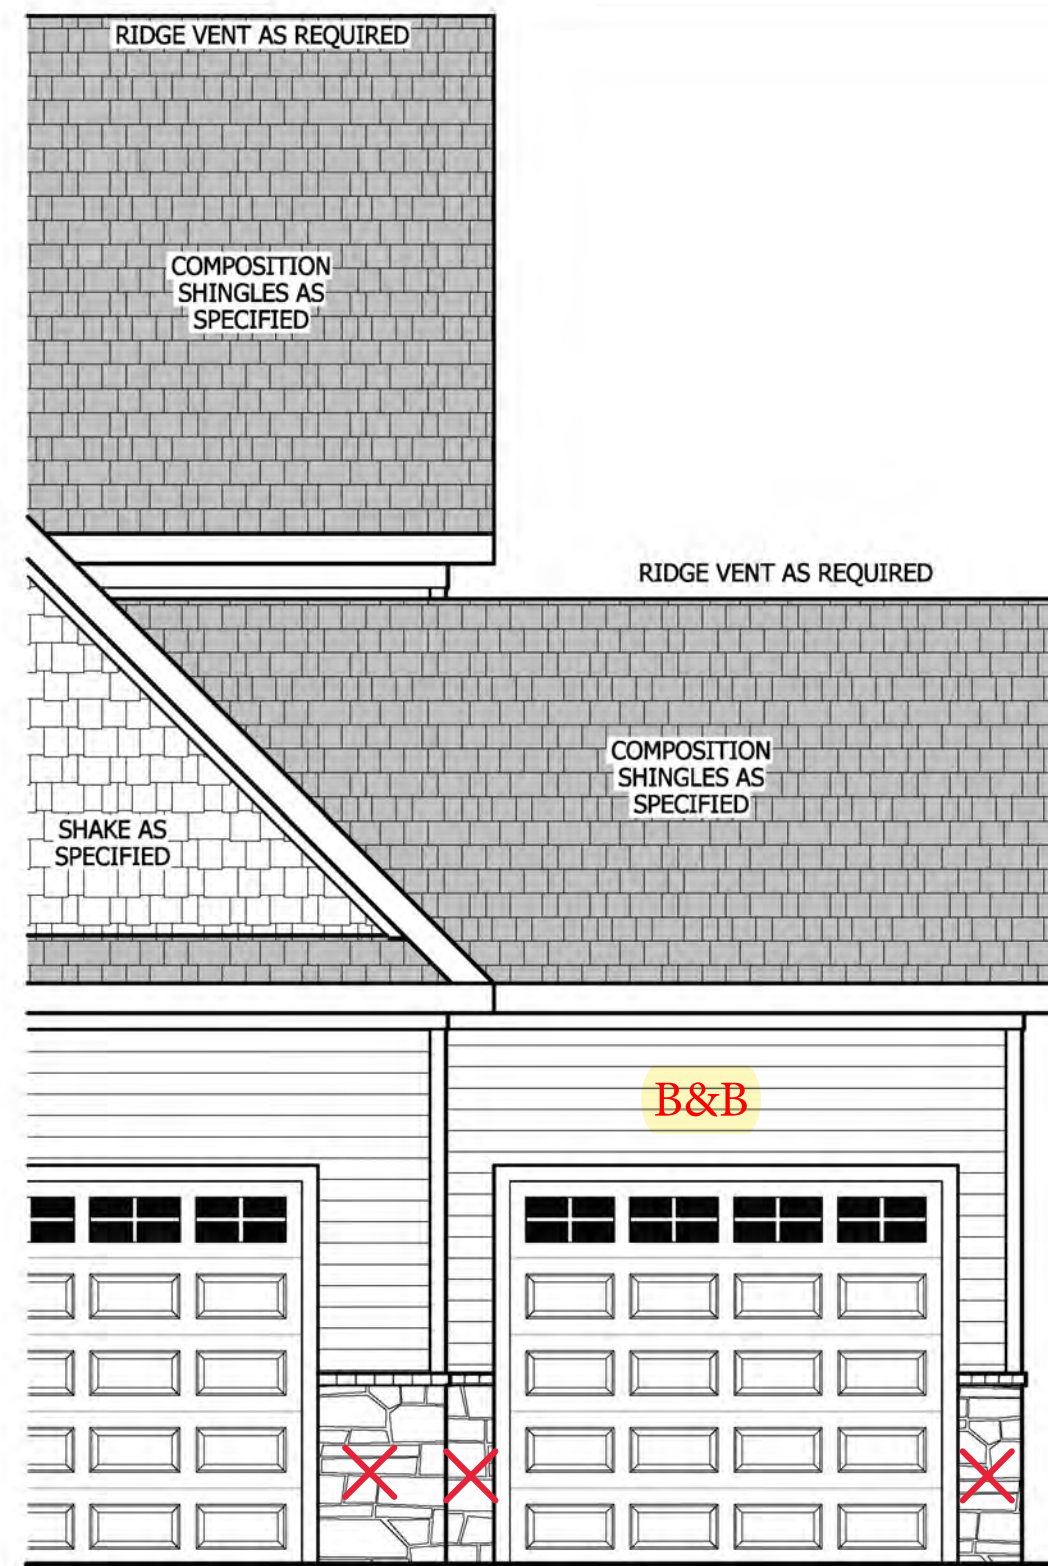 RIDGE VENT AS REQUIRED
COMPOSITION
SHINGLES AS
SPECIFIED
RIDGE VENT AS REQUIRED
COMPOSITION
SHINGLES AS
SPECIFIED
SHAKE AS
SPECIFIED
B&B